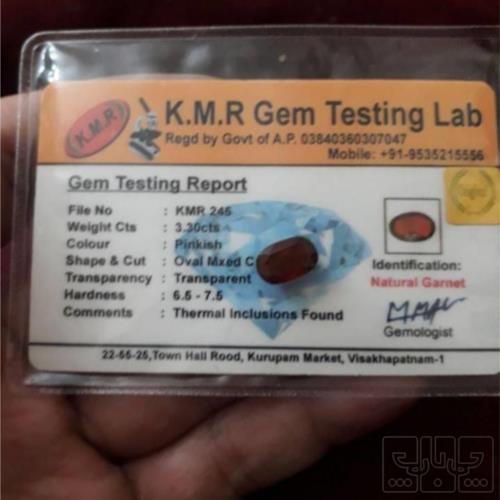 K.M.R
K.M.R Gem Testing Lab
Regd by Govt of A.P. 03840360307047
Mobile: +91-9535215556
Gem Testing Report
File No : KMR 245
Weight Cts : 3.30cts
Colour : Pinkish
Shape & Cut : Oval Mxed C
Transparency : Transparent
Hardness : 6.5 - 7.5
Comments : Thermal Inclusions Found
Identification:
Natural Garnet
Gemologist
22-55-25,Town Hall Rood, Kurupam Market, Visakhapatnam-1